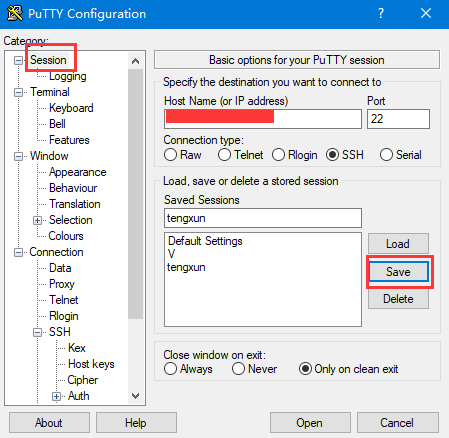 PuTTY Configuration
?
Category:
Session
Logging
Terminal
Keyboard
Bell
Features
Window
Appearance
Behaviour
Translation
Selection
Colours
Connection
Data
Proxy
Telnet
Rlogin
SSH
Kex
Host keys
Cipher
Auth
Basic options for your PuTTY session
Specify the destination you want to connect to
Host Name (or IP address) Port
22
Connection type:
Raw Telnet Rlogin SSH Serial
Load, save or delete a stored session
Saved Sessions
tengxun
Default Settings
V
tengxun
Load
Save
Delete
Close window on exit:
Always Never Only on clean exit
About Help Open Cancel